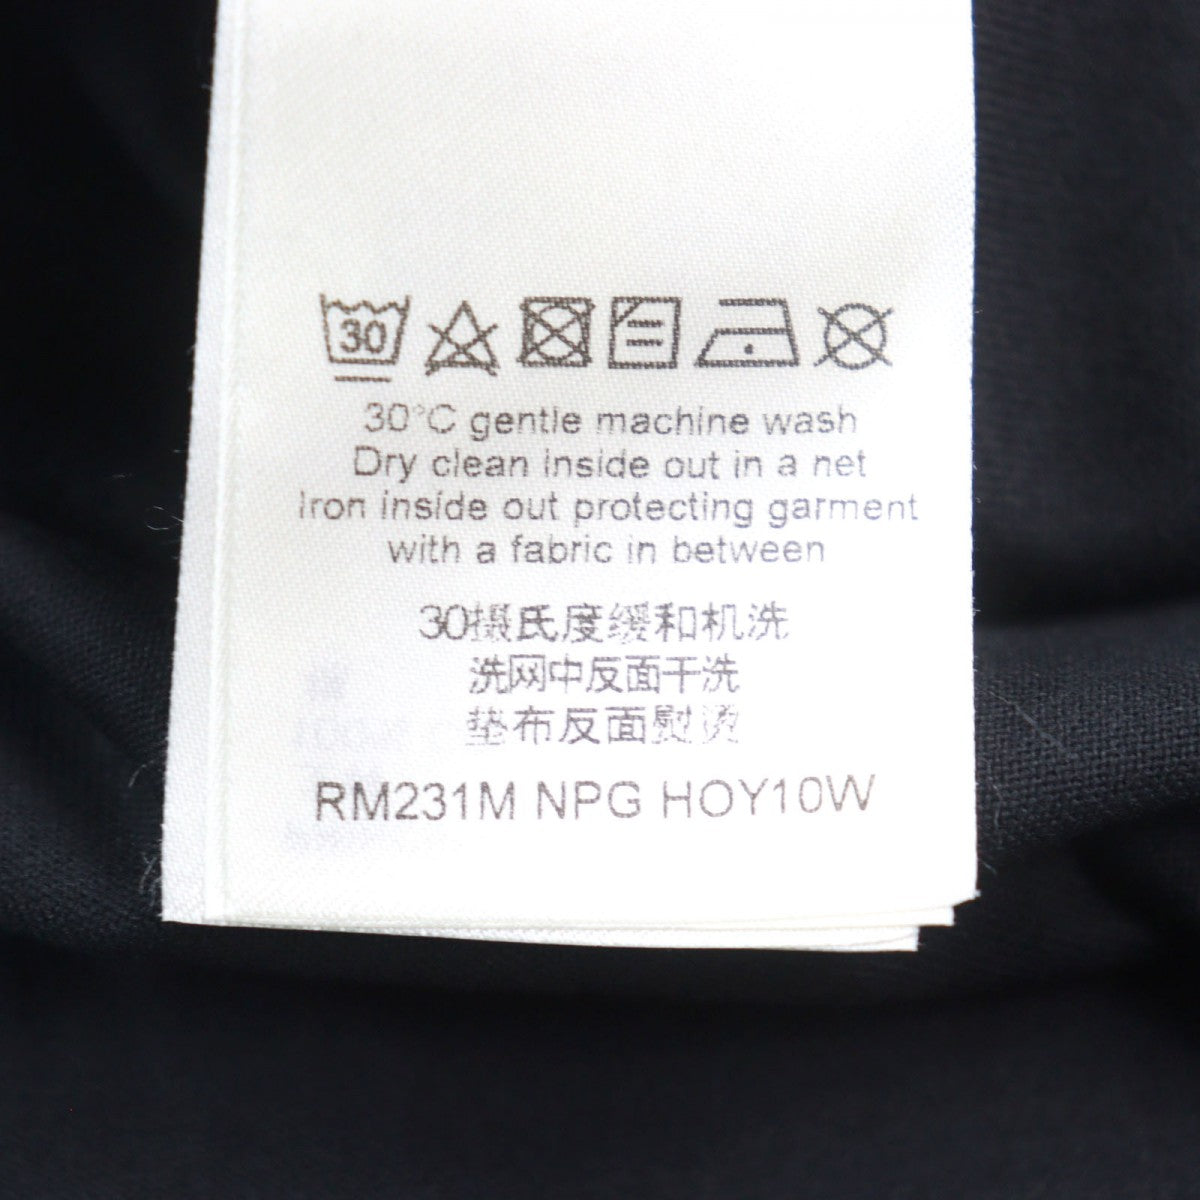 30
30°C gentle machine wash
Dry clean inside out in a net
Iron inside out protecting garment
with a fabric in between
30摄氏度缓和机洗
洗网中反面干洗
垫布反面熨烫
RM231M NPG HOY10W